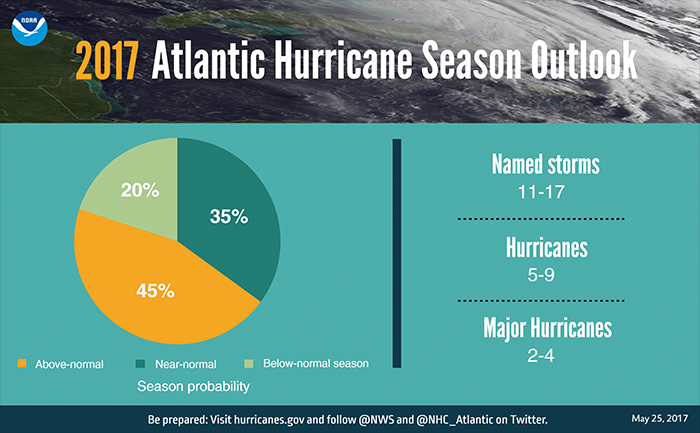 NOAA
2017 Atlantic Hurricane Season Outlook
20%
35%
45%
Above-normal
Near-normal
Below-normal season
Season probability
Named storms
11-17
Hurricanes
5-9
Major Hurricanes
2-4
Be prepared: Visit hurricanes.gov and follow @NWS and @NHC_Atlantic on Twitter.
May 25, 2017